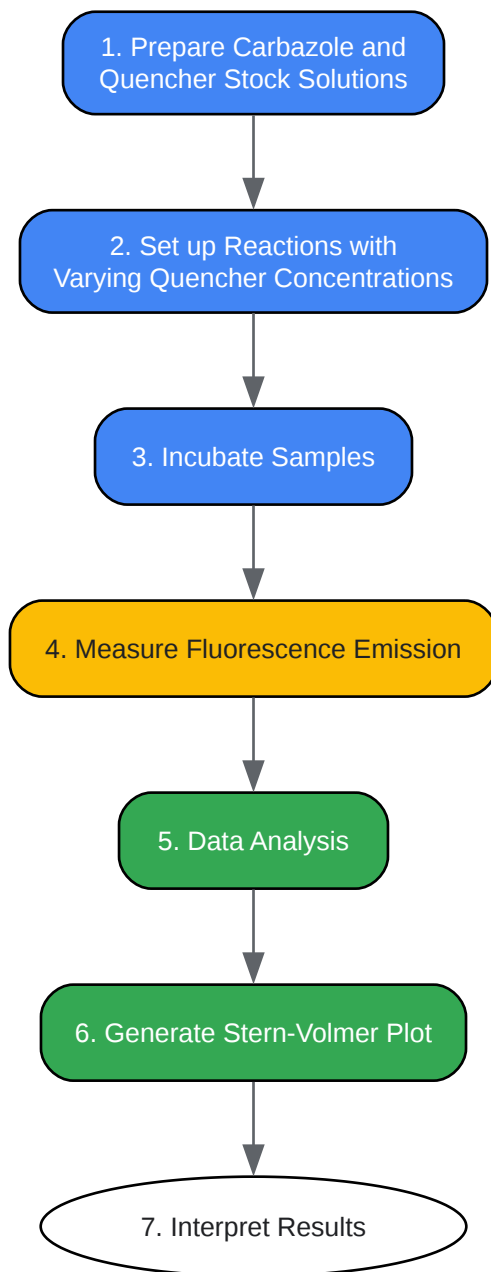 1. Prepare Carbazole and
Quencher Stock Solutions
2. Set up Reactions with
Varying Quencher Concentrations
3. Incubate Samples
4. Measure Fluorescence Emission
5. Data Analysis
6. Generate Stern-Volmer Plot
7. Interpret Results